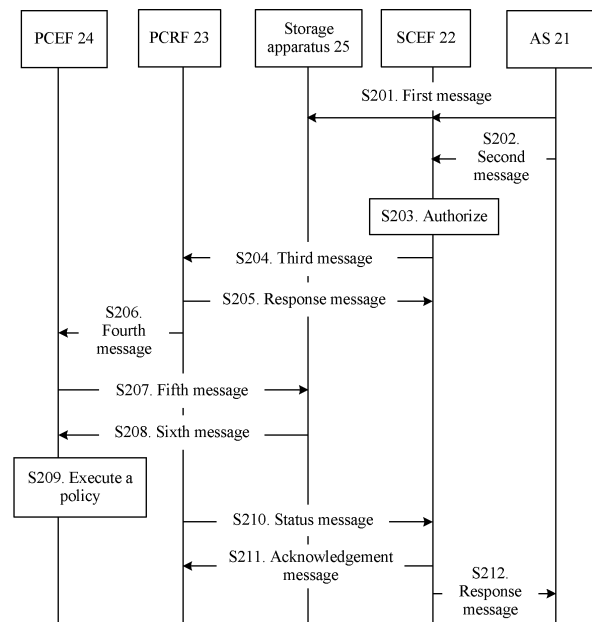 PCEF 24
PCRF 23
Storage
apparatus 25
SCEF 22
AS 21
S201. First message
S202.
Second
message
S203. Authorize
S204. Third message
S205. Response message
S206.
Fourth
message
S207. Fifth message
S208. Sixth message
S209. Execute a
policy
S210. Status message
S211. Acknowledgement
message
S212.
Response
message